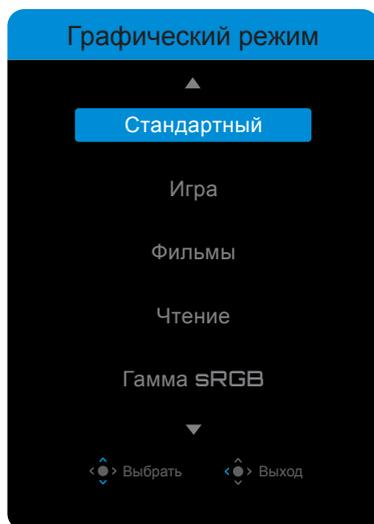 Графический режим
Стандартный
Игра
Фильмы
Чтение
Гамма sRGB
Выбрать Выход